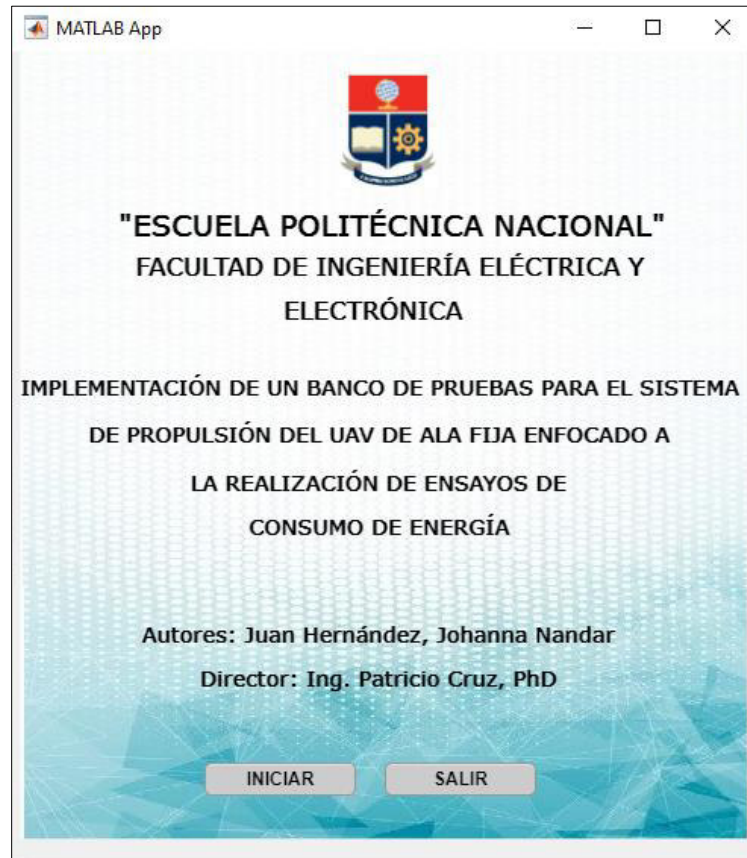 MATLAB App
"ESCUELA POLITÉCNICA NACIONAL"
FACULTAD DE INGENIERÍA ELÉCTRICA Y
ELECTRÓNICA
IMPLEMENTACIÓN DE UN BANCO DE PRUEBAS PARA EL SISTEMA
DE PROPULSIÓN DEL UAV DE ALA FIJA ENFOCADO A
LA REALIZACIÓN DE ENSAYOS DE
CONSUMO DE ENERGÍA
Autores: Juan Hernández, Johanna Nandar
Director: Ing. Patricio Cruz, PhD
INICIAR SALIR